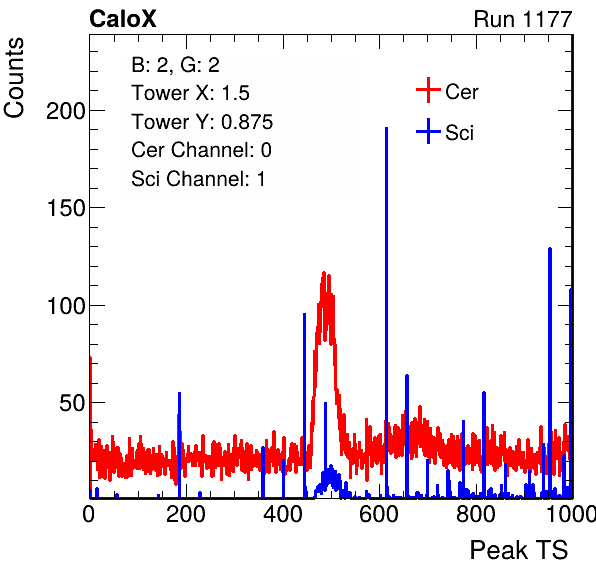 CaloX Run 1177
Counts
B: 2, G: 2
Tower X: 1.5
Tower Y: 0.875
Cer Channel: 0
Sci Channel: 1
Cer
Sci
200
150
100
50
0 200 400 600 800 1000
Peak TS